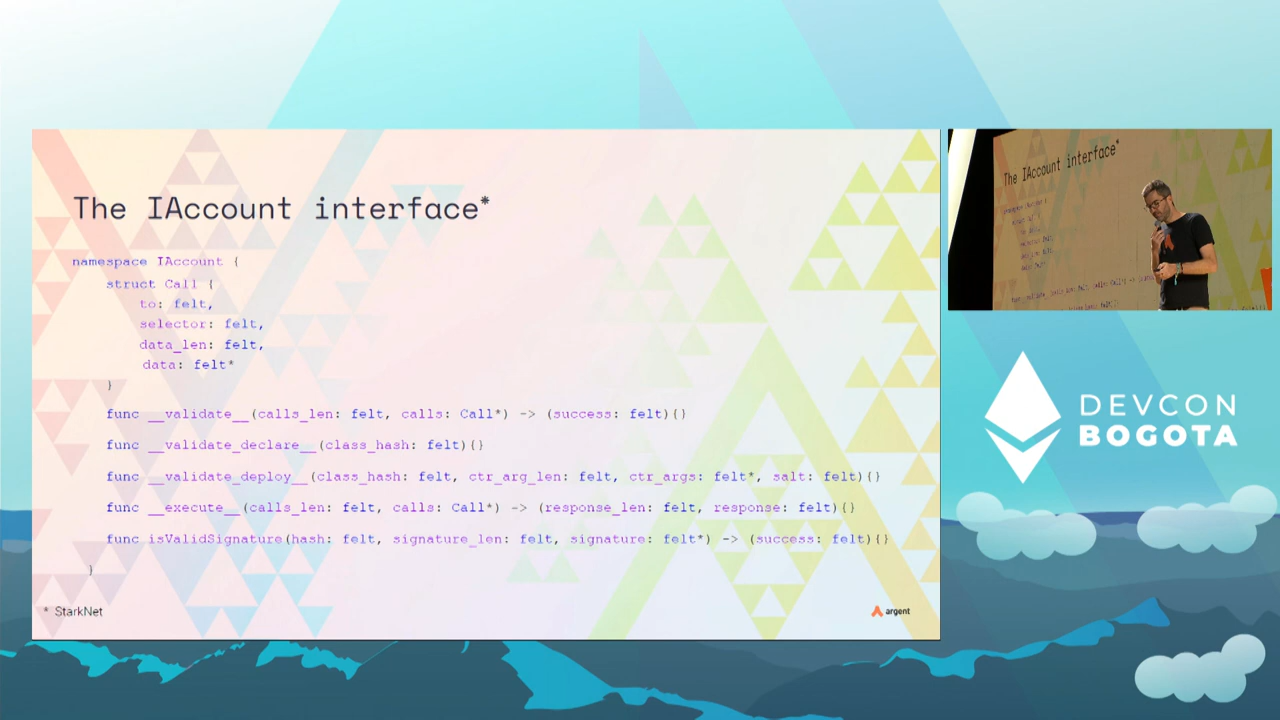 The IAccount interface*
namespace IAccount {
struct Call {
to: felt,
selector: felt,
data_len: felt,
data: felt*
}
func __validate__(calls_len: felt, calls: Call*) -> (success: felt){}
func __validate_declare__(class_hash: felt){}
func __validate_deploy__(class_hash: felt, ctr_arg_len: felt, ctr_args: felt*, salt: felt){}
func __execute__(calls_len: felt, calls: Call*) -> (response_len: felt, response: felt){}
func isValidSignature(hash: felt, signature_len: felt, signature: felt*) -> (success: felt){}
}
* StarkNet
argent
The IAccount interface*
DEVCON
BOGOTA